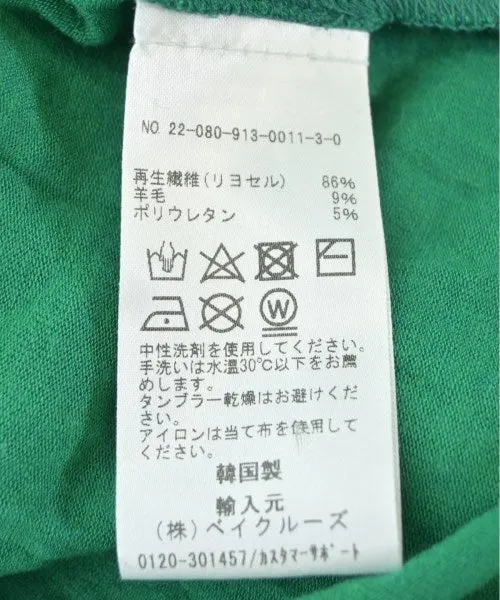 NO 22-080-913-0011-3-0
再生繊維(リヨセル) 86%
羊毛 9%
ポリウレタン 5%
W
中性洗剤を使用してください。
手洗いは水温30℃以下をお薦
めします。
タンブラー乾燥はお避けくださ
い。
アイロンは当て布を使用して
ください。
韓国製
輸入元
(株)ベイクルーズ
0120-301457/カスタマーサポート